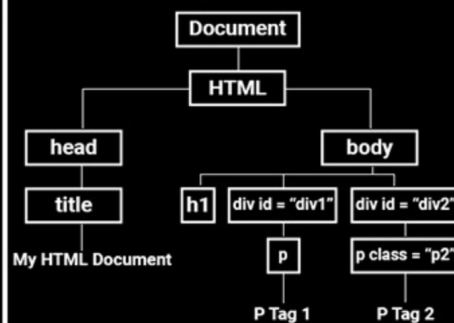 Document
HTML
head
body
title
h1
div id = “div1”
div id = “div2”
My HTML Document
p
p class = “p2”
P Tag 1
P Tag 2